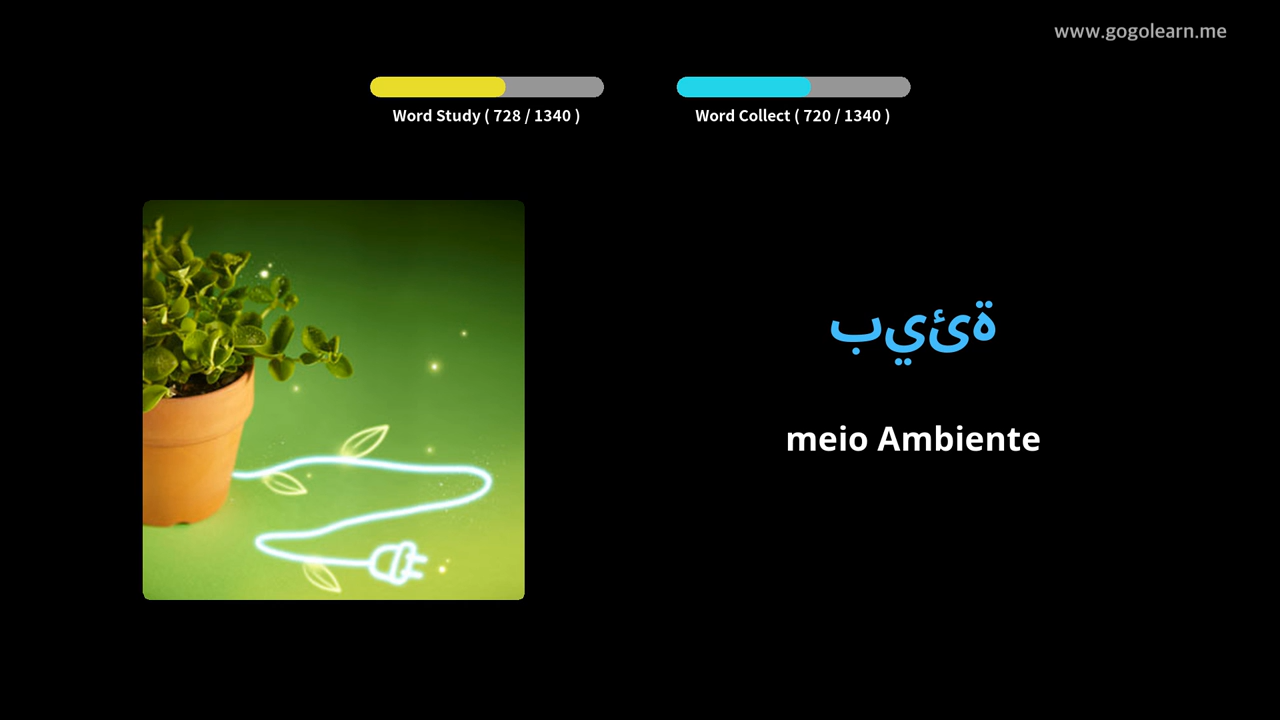 www.gogolearn.me
Word Study ( 728 / 1340 )
Word Collect ( 720 / 1340 )
بيئة
meio Ambiente